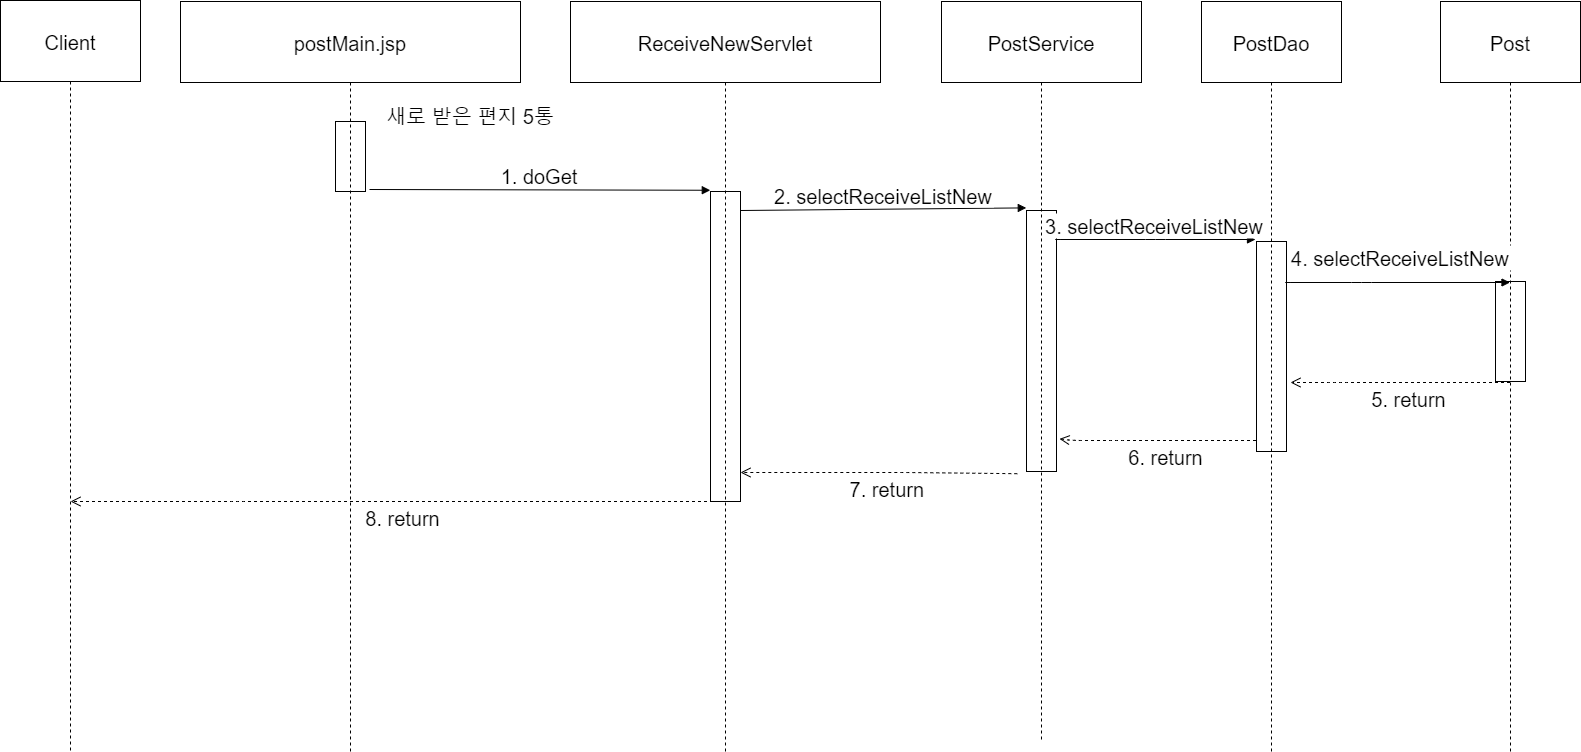 Client
postMain.jsp
ReceiveNewServlet
PostService
PostDao
Post
새로 받은 편지 5통
1. doGet
2. selectReceiveListNew
3. selectReceiveListNew
4. selectReceiveListNew
5. return
6. return
7. return
8. return